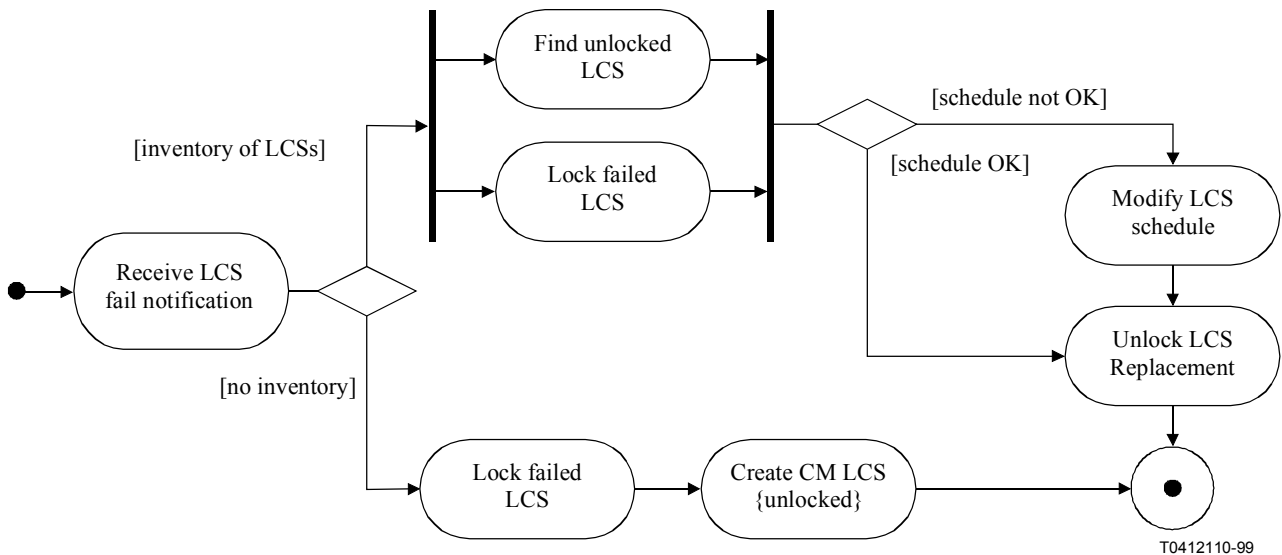 Find unlocked
LCS
[schedule not OK]
[inventory of LCSs]
[schedule OK]
Lock failed
LCS
Modify LCS
schedule
Receive LCS
fail notification
Unlock LCS
Replacement
[no inventory]
Lock failed
LCS
Create CM LCS
{unlocked}
T0412110-99